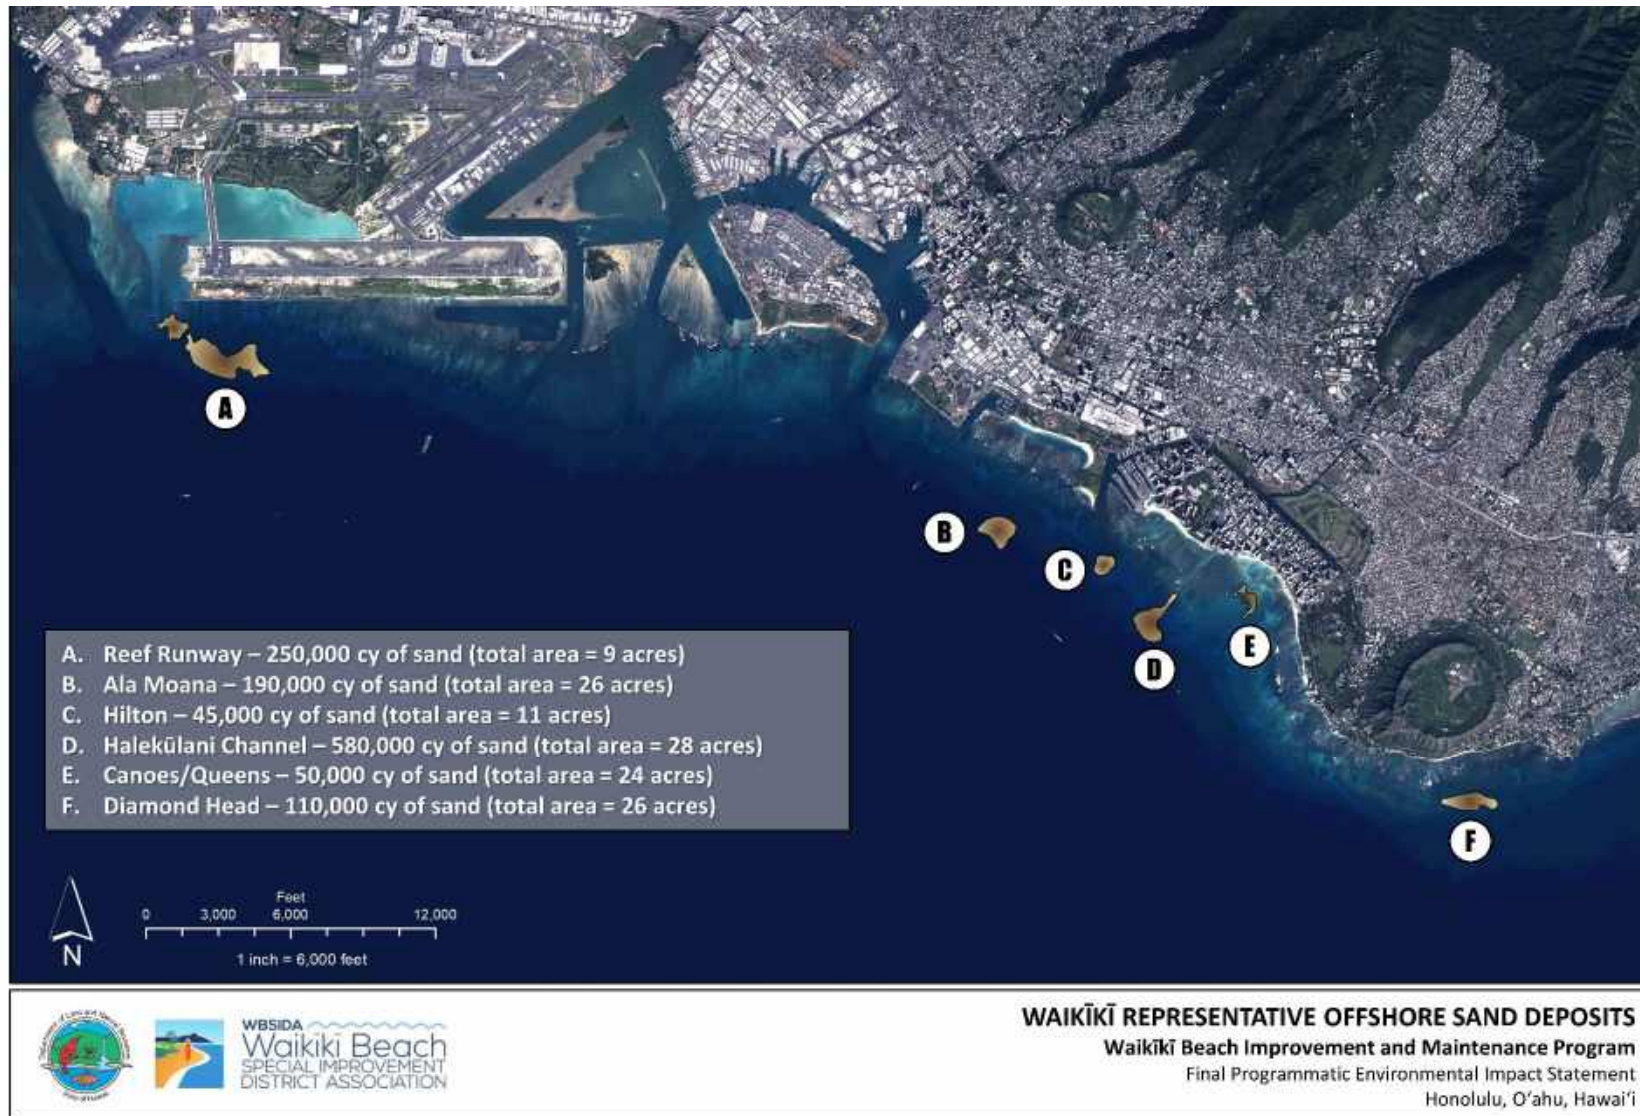 A
B
C
D
E
F
A. Reef Runway – 250,000 cy of sand (total area = 9 acres)
B. Ala Moana – 190,000 cy of sand (total area = 26 acres)
C. Hilton – 45,000 cy of sand (total area = 11 acres)
D. Halekūlani Channel – 580,000 cy of sand (total area = 28 acres)
E. Canoes/Queens – 50,000 cy of sand (total area = 24 acres)
F. Diamond Head – 110,000 cy of sand (total area = 26 acres)
N
Feet
0 3,000 6,000 12,000
1 inch = 6,000 feet
WBSIDA
Waikiki Beach
SPECIAL IMPROVEMENT
DISTRICT ASSOCIATION
WAIKĪKĪ REPRESENTATIVE OFFSHORE SAND DEPOSITS
Waikīkī Beach Improvement and Maintenance Program
Final Programmatic Environmental Impact Statement
Honolulu, Oʻahu, Hawaiʻi